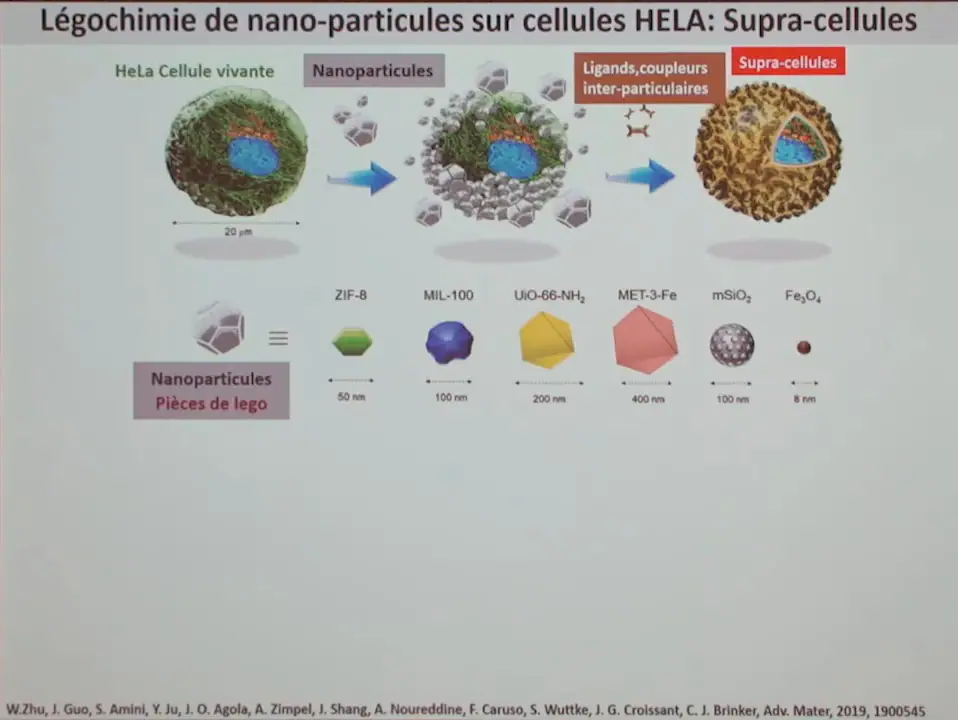 Légochimie de nano-particules sur cellules HELA: Supra-cellules
HeLa Cellule vivante
Nanoparticules
Ligands,coupleurs
inter-particulaires
Supra-cellules
20 µm
ZIF-8
MIL-100
UiO-66-NH₂
MET-3-Fe
mSiO₂
Fe₃O₄
Nanoparticules
Pièces de lego
50 nm
100 nm
200 nm
400 nm
100 nm
8 nm
W.Zhu, J. Guo, S. Amini, Y. Ju, J. O. Agola, A. Zimpel, J. Shang, A. Noureddine, F. Caruso, S. Wuttke, J. G. Croissant, C. J. Brinker, Adv. Mater, 2019, 1900545